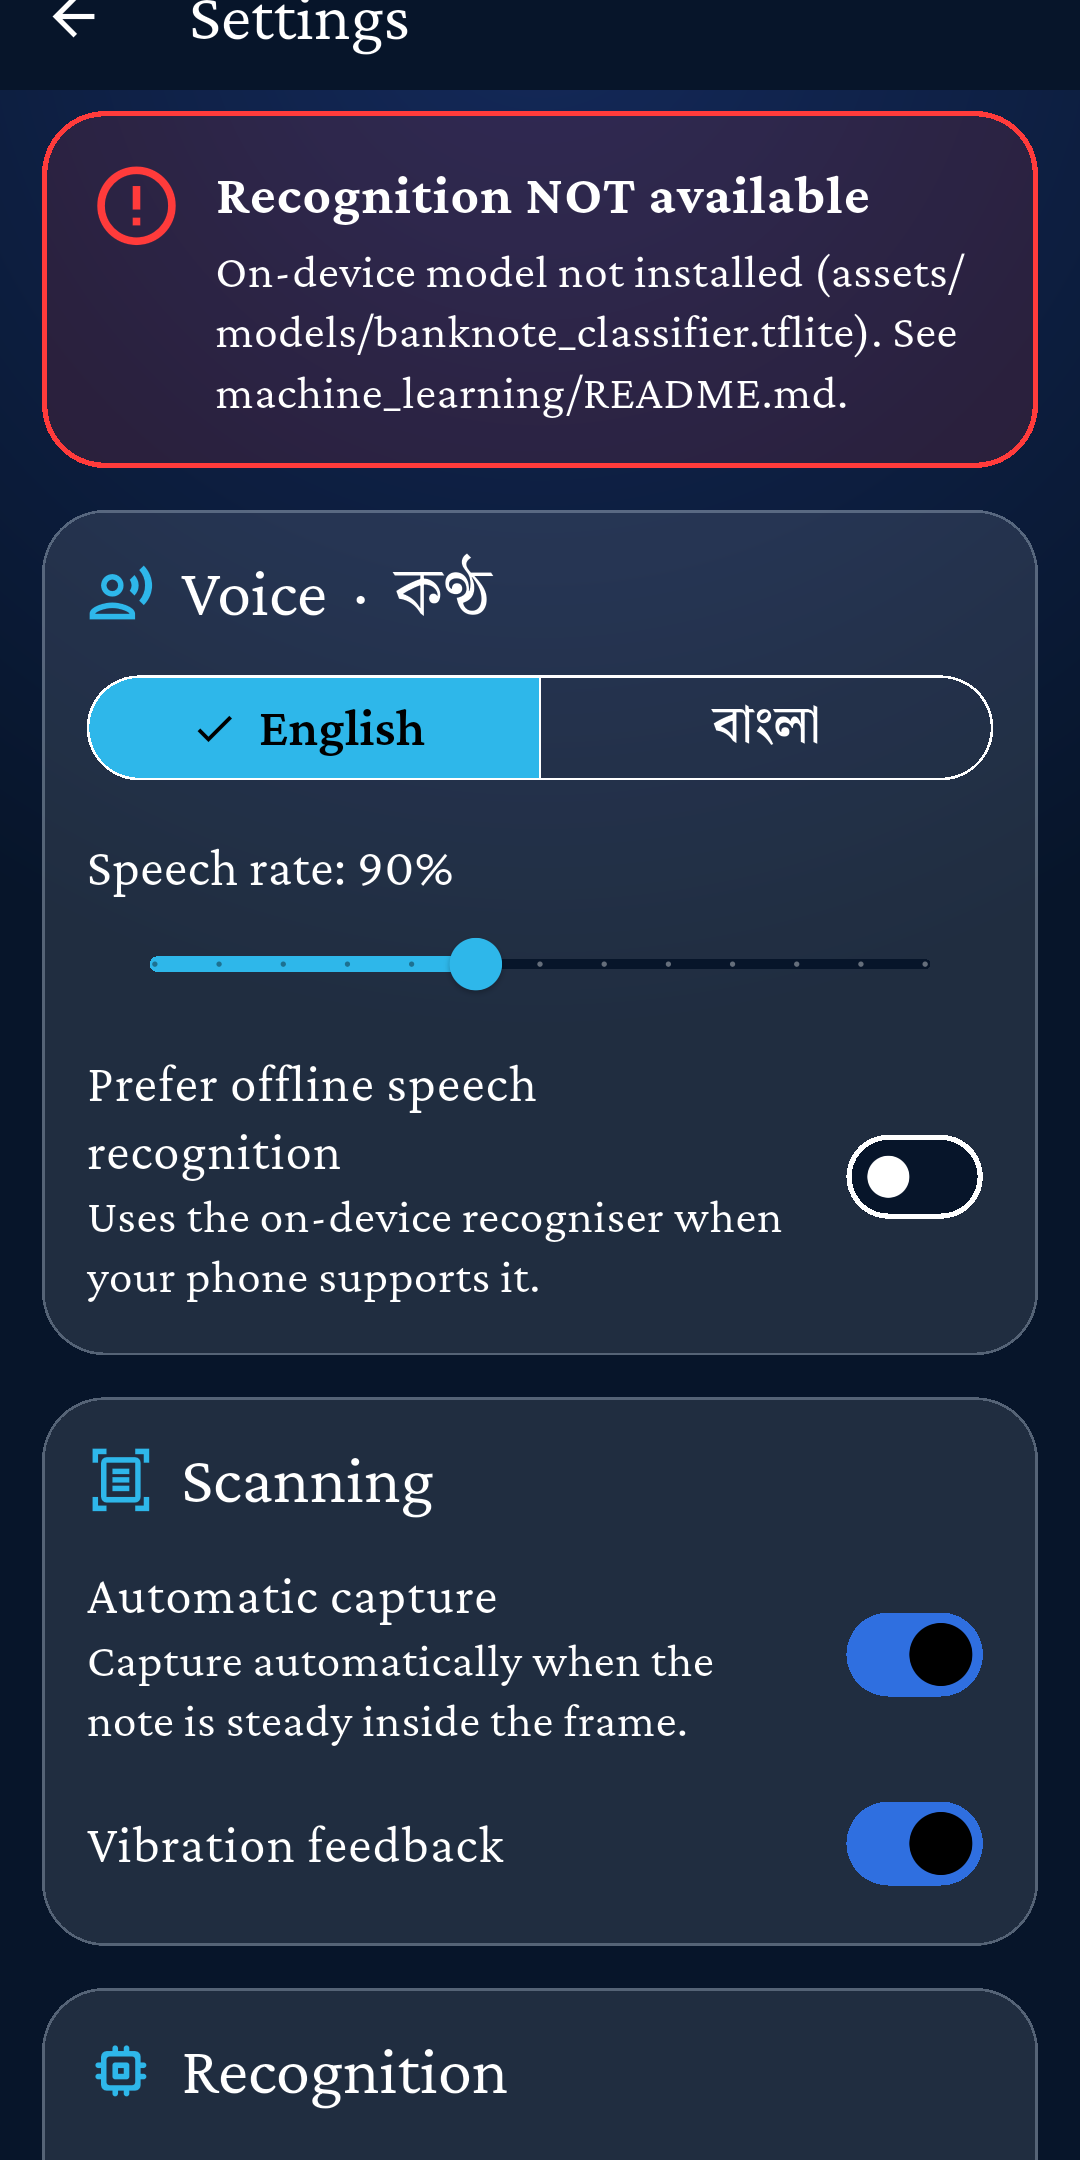 Settings
Recognition NOT available
On-device model not installed (assets/
models/banknote_classifier.tflite). See
machine_learning/README.md.
Voice · কণ্ঠ
English
বাংলা
Speech rate: 90%
Prefer offline speech
recognition
Uses the on-device recogniser when
your phone supports it.
Scanning
Automatic capture
Capture automatically when the
note is steady inside the frame.
Vibration feedback
Recognition